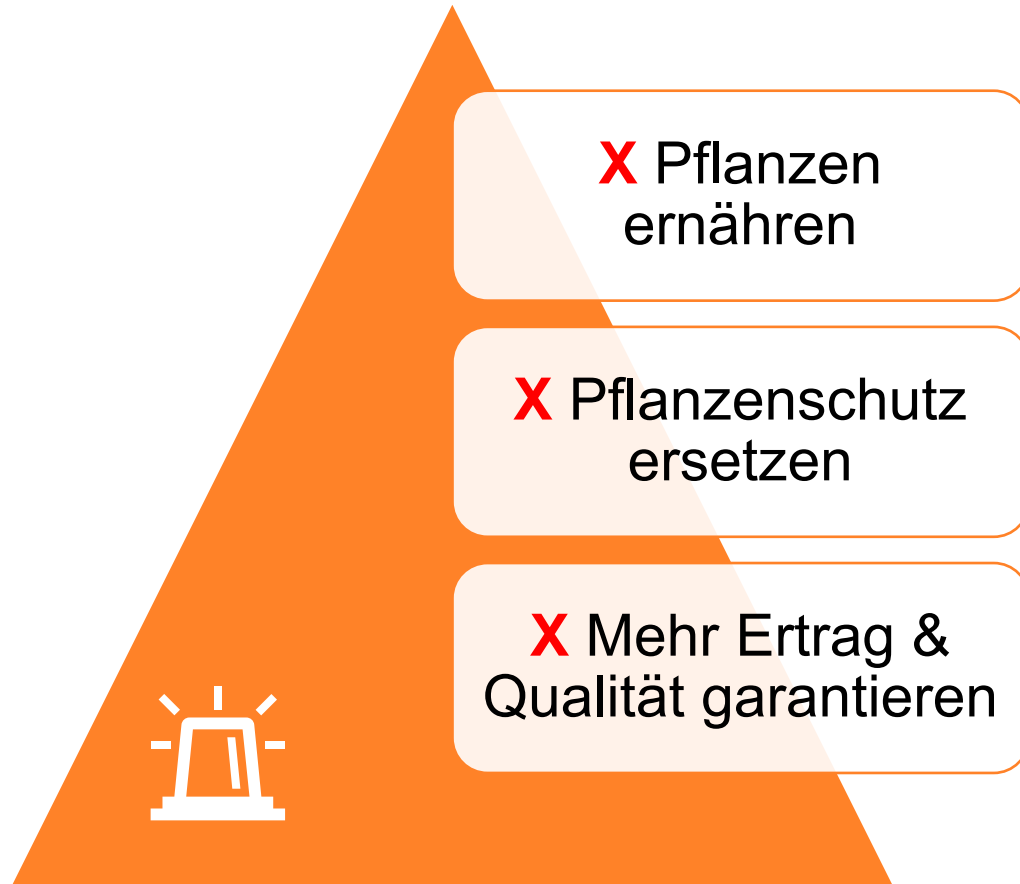 X Pflanzen
ernähren
X Pflanzenschutz
ersetzen
X Mehr Ertrag &
Qualität garantieren